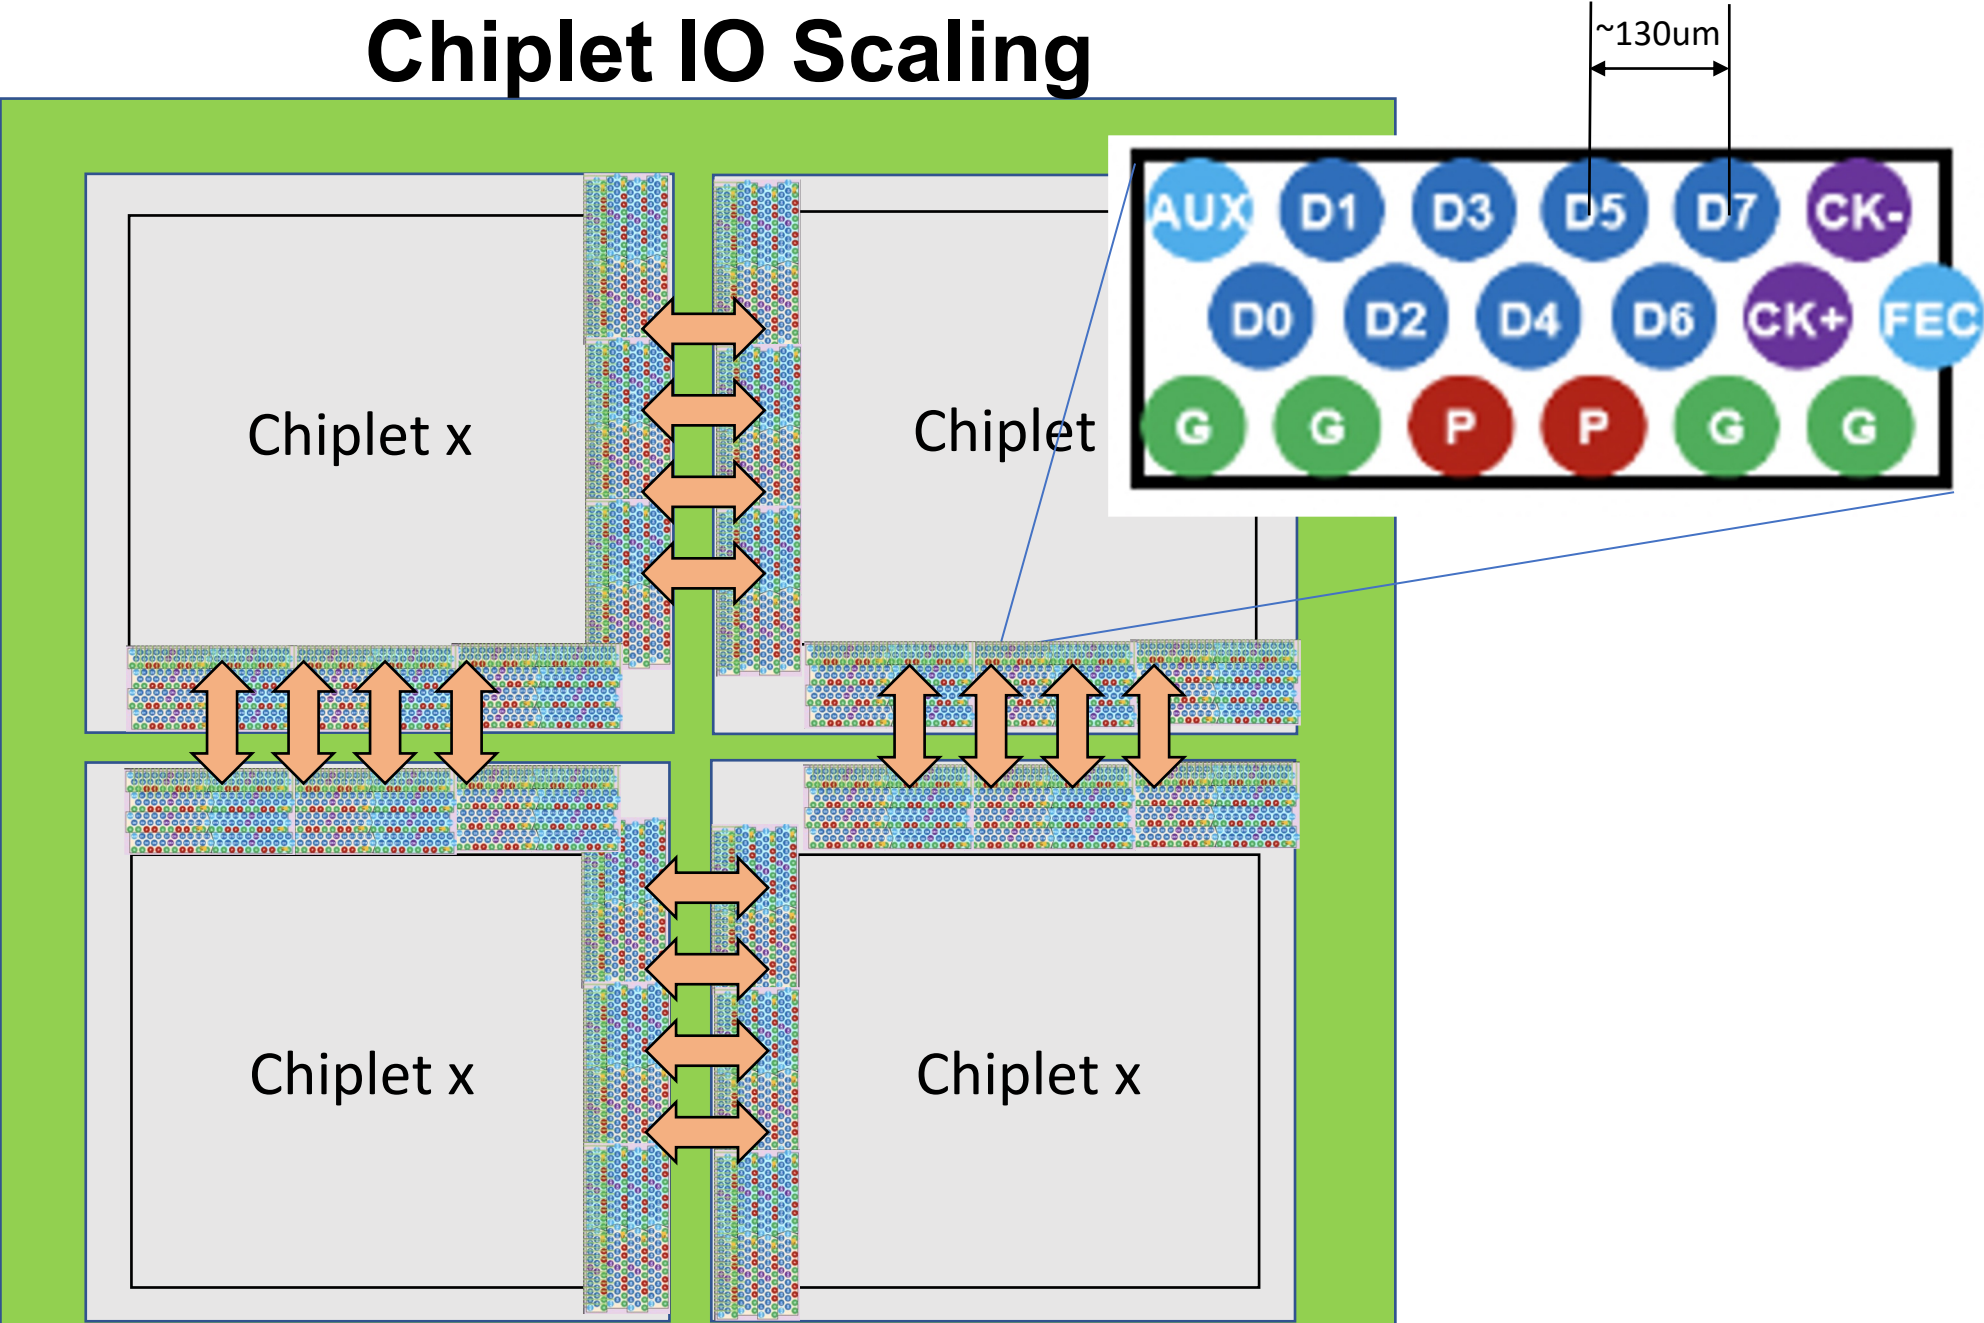 Chiplet IO Scaling
~130um
AUX D1 D3 D5 D7 CK-
D0 D2 D4 D6 CK+ FEC
G G P P G G
Chiplet x
Chiplet
Chiplet x
Chiplet x